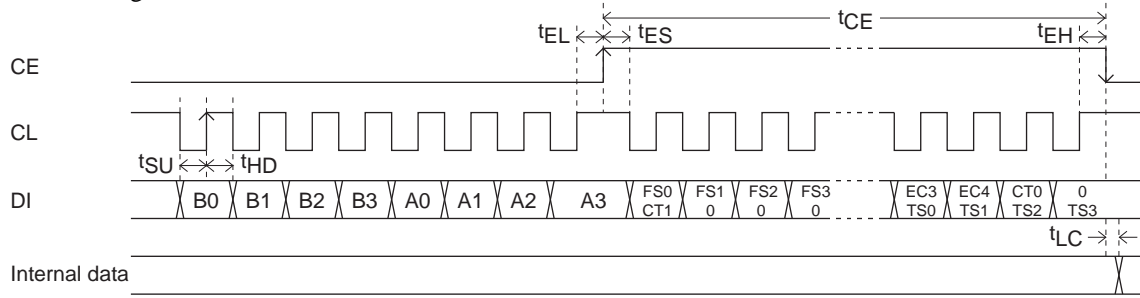 tCE
tEL tES tEH
CE
CL
tSU tHD
DI B0 B1 B2 B3 A0 A1 A2 A3 FS0 FS1 FS2 FS3 EC3 EC4 CT0 0
CT1 0 0 0 TS0 TS1 TS2 TS3
tLC
Internal data